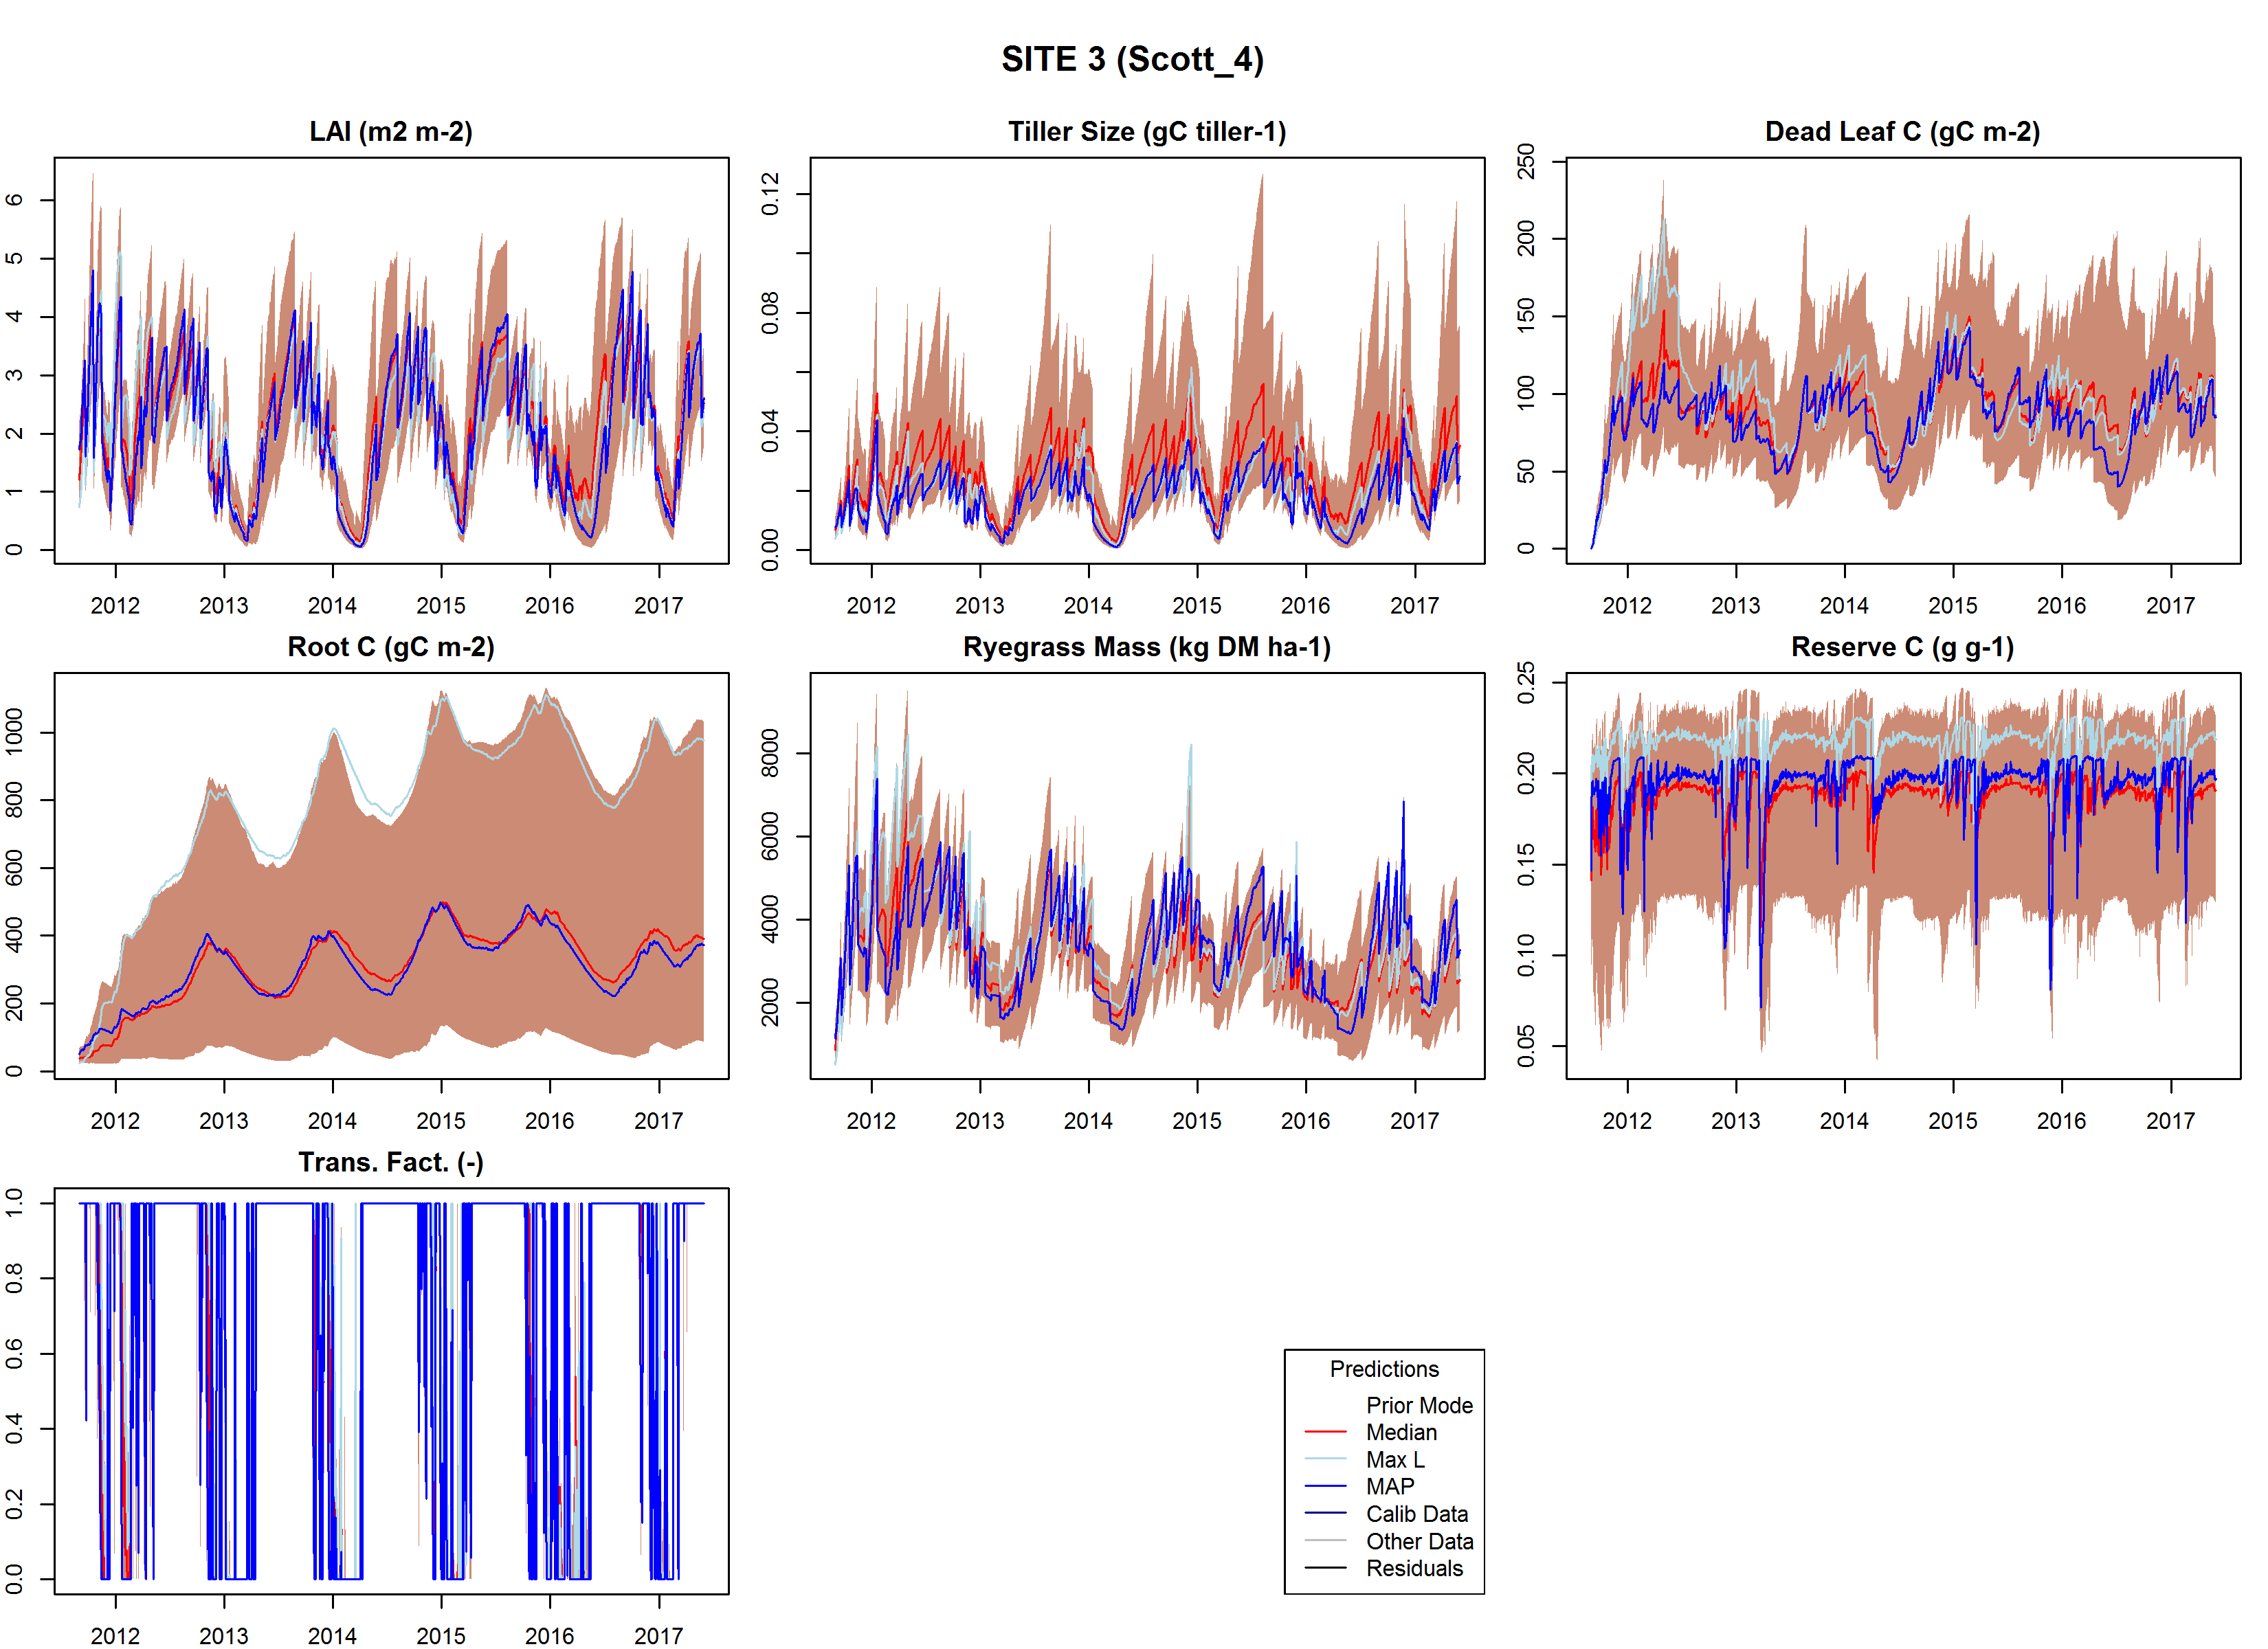 SITE 3 (Scott_4)
LAI (m2 m-2)
0 1 2 3 4 5 6
2012 2013 2014 2015 2016 2017
Tiller Size (gC tiller-1)
0.00 0.04 0.08 0.12
2012 2013 2014 2015 2016 2017
Dead Leaf C (gC m-2)
0 50 100 150 200 250
2012 2013 2014 2015 2016 2017
Root C (gC m-2)
0 200 400 600 800 1000
2012 2013 2014 2015 2016 2017
Ryegrass Mass (kg DM ha-1)
2000 4000 6000 8000
2012 2013 2014 2015 2016 2017
Reserve C (g g-1)
0.05 0.10 0.15 0.20 0.25
2012 2013 2014 2015 2016 2017
Trans. Fact. (-)
0.0 0.2 0.4 0.6 0.8 1.0
2012 2013 2014 2015 2016 2017
Predictions
Prior Mode
Median
Max L
MAP
Calib Data
Other Data
Residuals